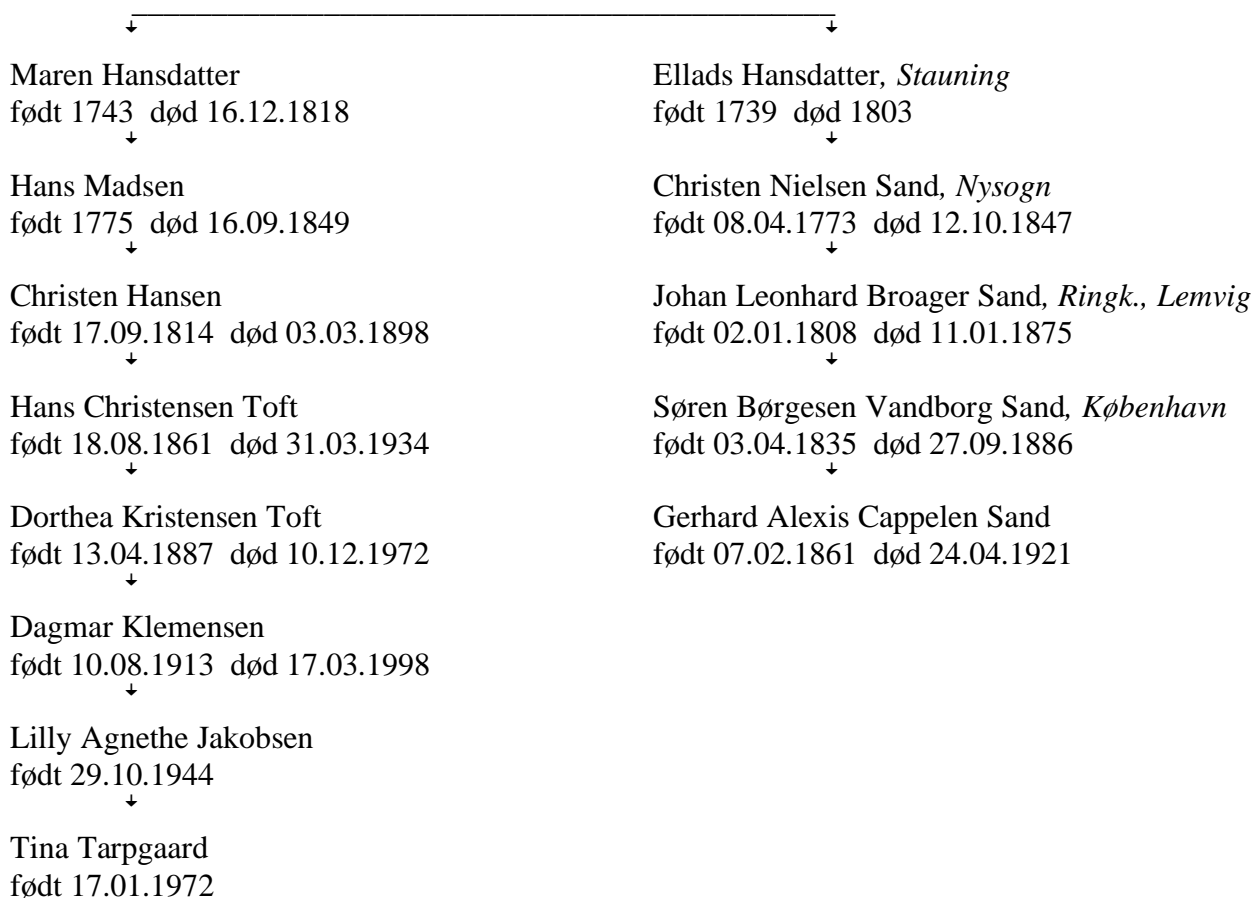 Maren Hansdatter
født 1743 død 16.12.1818
Hans Madsen
født 1775 død 16.09.1849
Christen Hansen
født 17.09.1814 død 03.03.1898
Hans Christensen Toft
født 18.08.1861 død 31.03.1934
Dorthea Kristensen Toft
født 13.04.1887 død 10.12.1972
Dagmar Klemensen
født 10.08.1913 død 17.03.1998
Lilly Agnethe Jakobsen
født 29.10.1944
Tina Tarpgaard
født 17.01.1972
Ellads Hansdatter, Stauning
født 1739 død 1803
Christen Nielsen Sand, Nysogn
født 08.04.1773 død 12.10.1847
Johan Leonhard Broager Sand, Ringk., Lemvig
født 02.01.1808 død 11.01.1875
Søren Børgesen Vandborg Sand, København
født 03.04.1835 død 27.09.1886
Gerhard Alexis Cappelen Sand
født 07.02.1861 død 24.04.1921